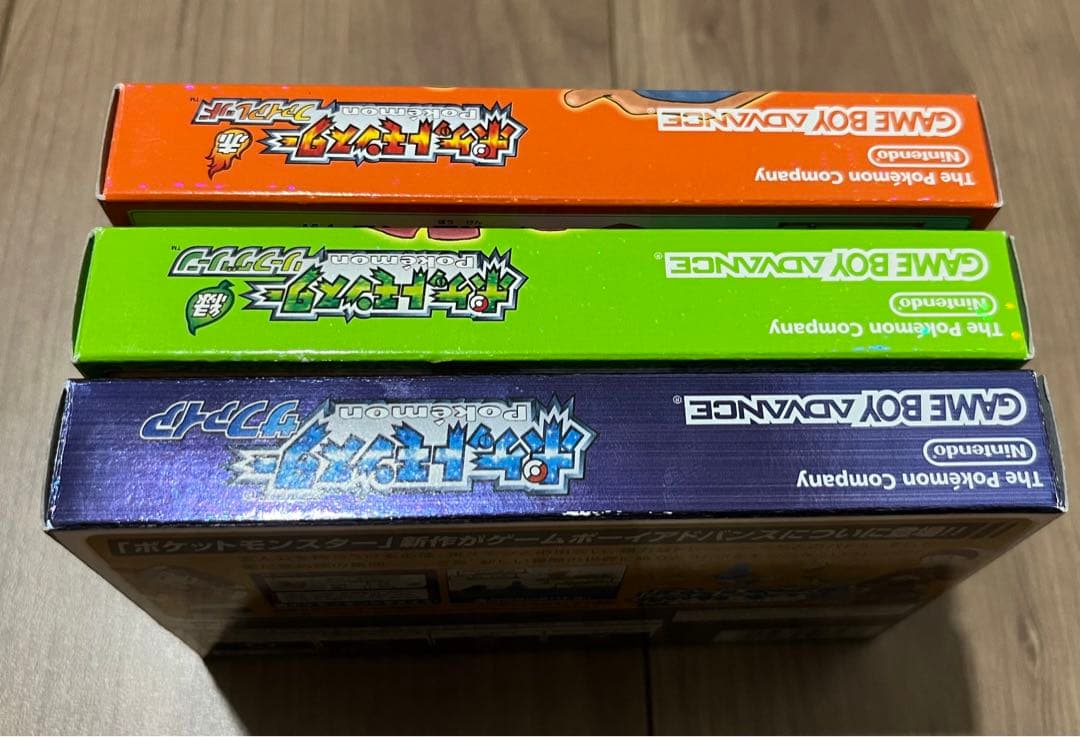 GAME BOY ADVANCE
Nintendo
The Pokémon Company
ポケットモンスター
Pokémon
ファイアレッド™
赤
GAME BOY ADVANCE®
Nintendo
The Pokémon Company
ポケットモンスター
Pokémon
リーフグリーン™
緑
GAME BOY ADVANCE®
Nintendo
The Pokémon Company
ポケットモンスター
Pokémon
サファイア
「ポケットモンスター」新作がゲームボーイアドバンスについに登場!!